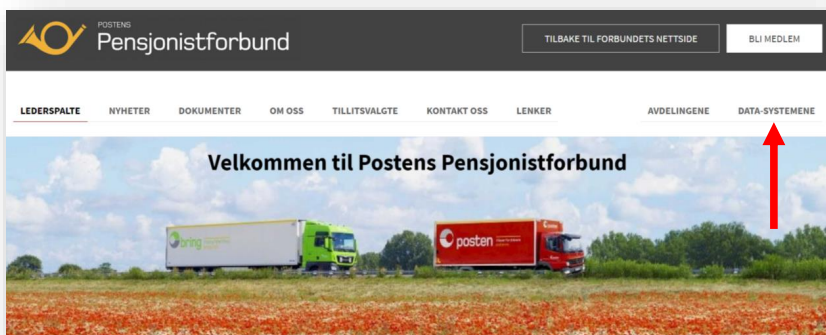 POSTENS
Pensjonistforbund
TILBAKE TIL FORBUNDETS NETTSIDE
BLI MEDLEM
LEDERSPALTE NYHETER DOKUMENTER OM OSS TILLITSVALGTE KONTAKT OSS LENKER AVDELINGENE DATA-SYSTEMENE
Velkommen til Postens Pensjonistforbund
bring
posten